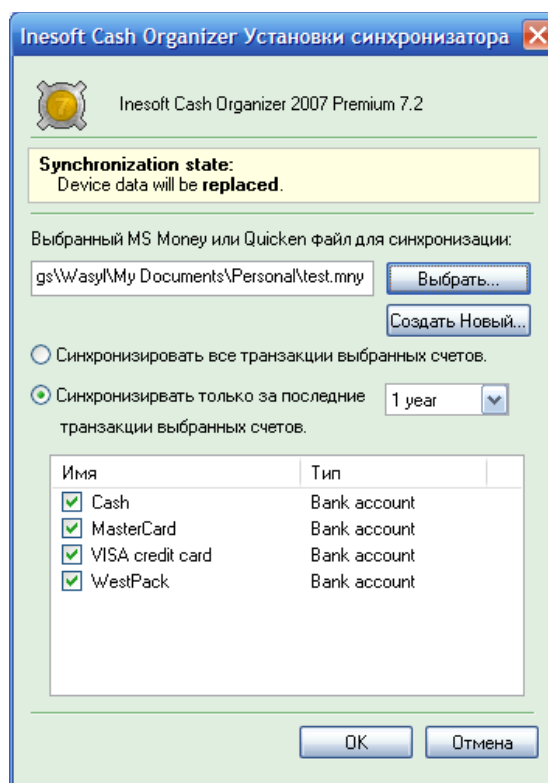 Inesoft Cash Organizer Установки синхронизатора
Inesoft Cash Organizer 2007 Premium 7.2
Synchronization state:
Device data will be replaced.
Выбранный MS Money или Quicken файл для синхронизации:
gs\Wasyl\My Documents\Personal\test.mny
Выбрать...
Создать Новый...
Синхронизировать все транзакции выбранных счетов.
Синхронизирвать только за последние
1 year
транзакции выбранных счетов.
Имя Тип
Cash Bank account
MasterCard Bank account
VISA credit card Bank account
WestPack Bank account
OK Отмена